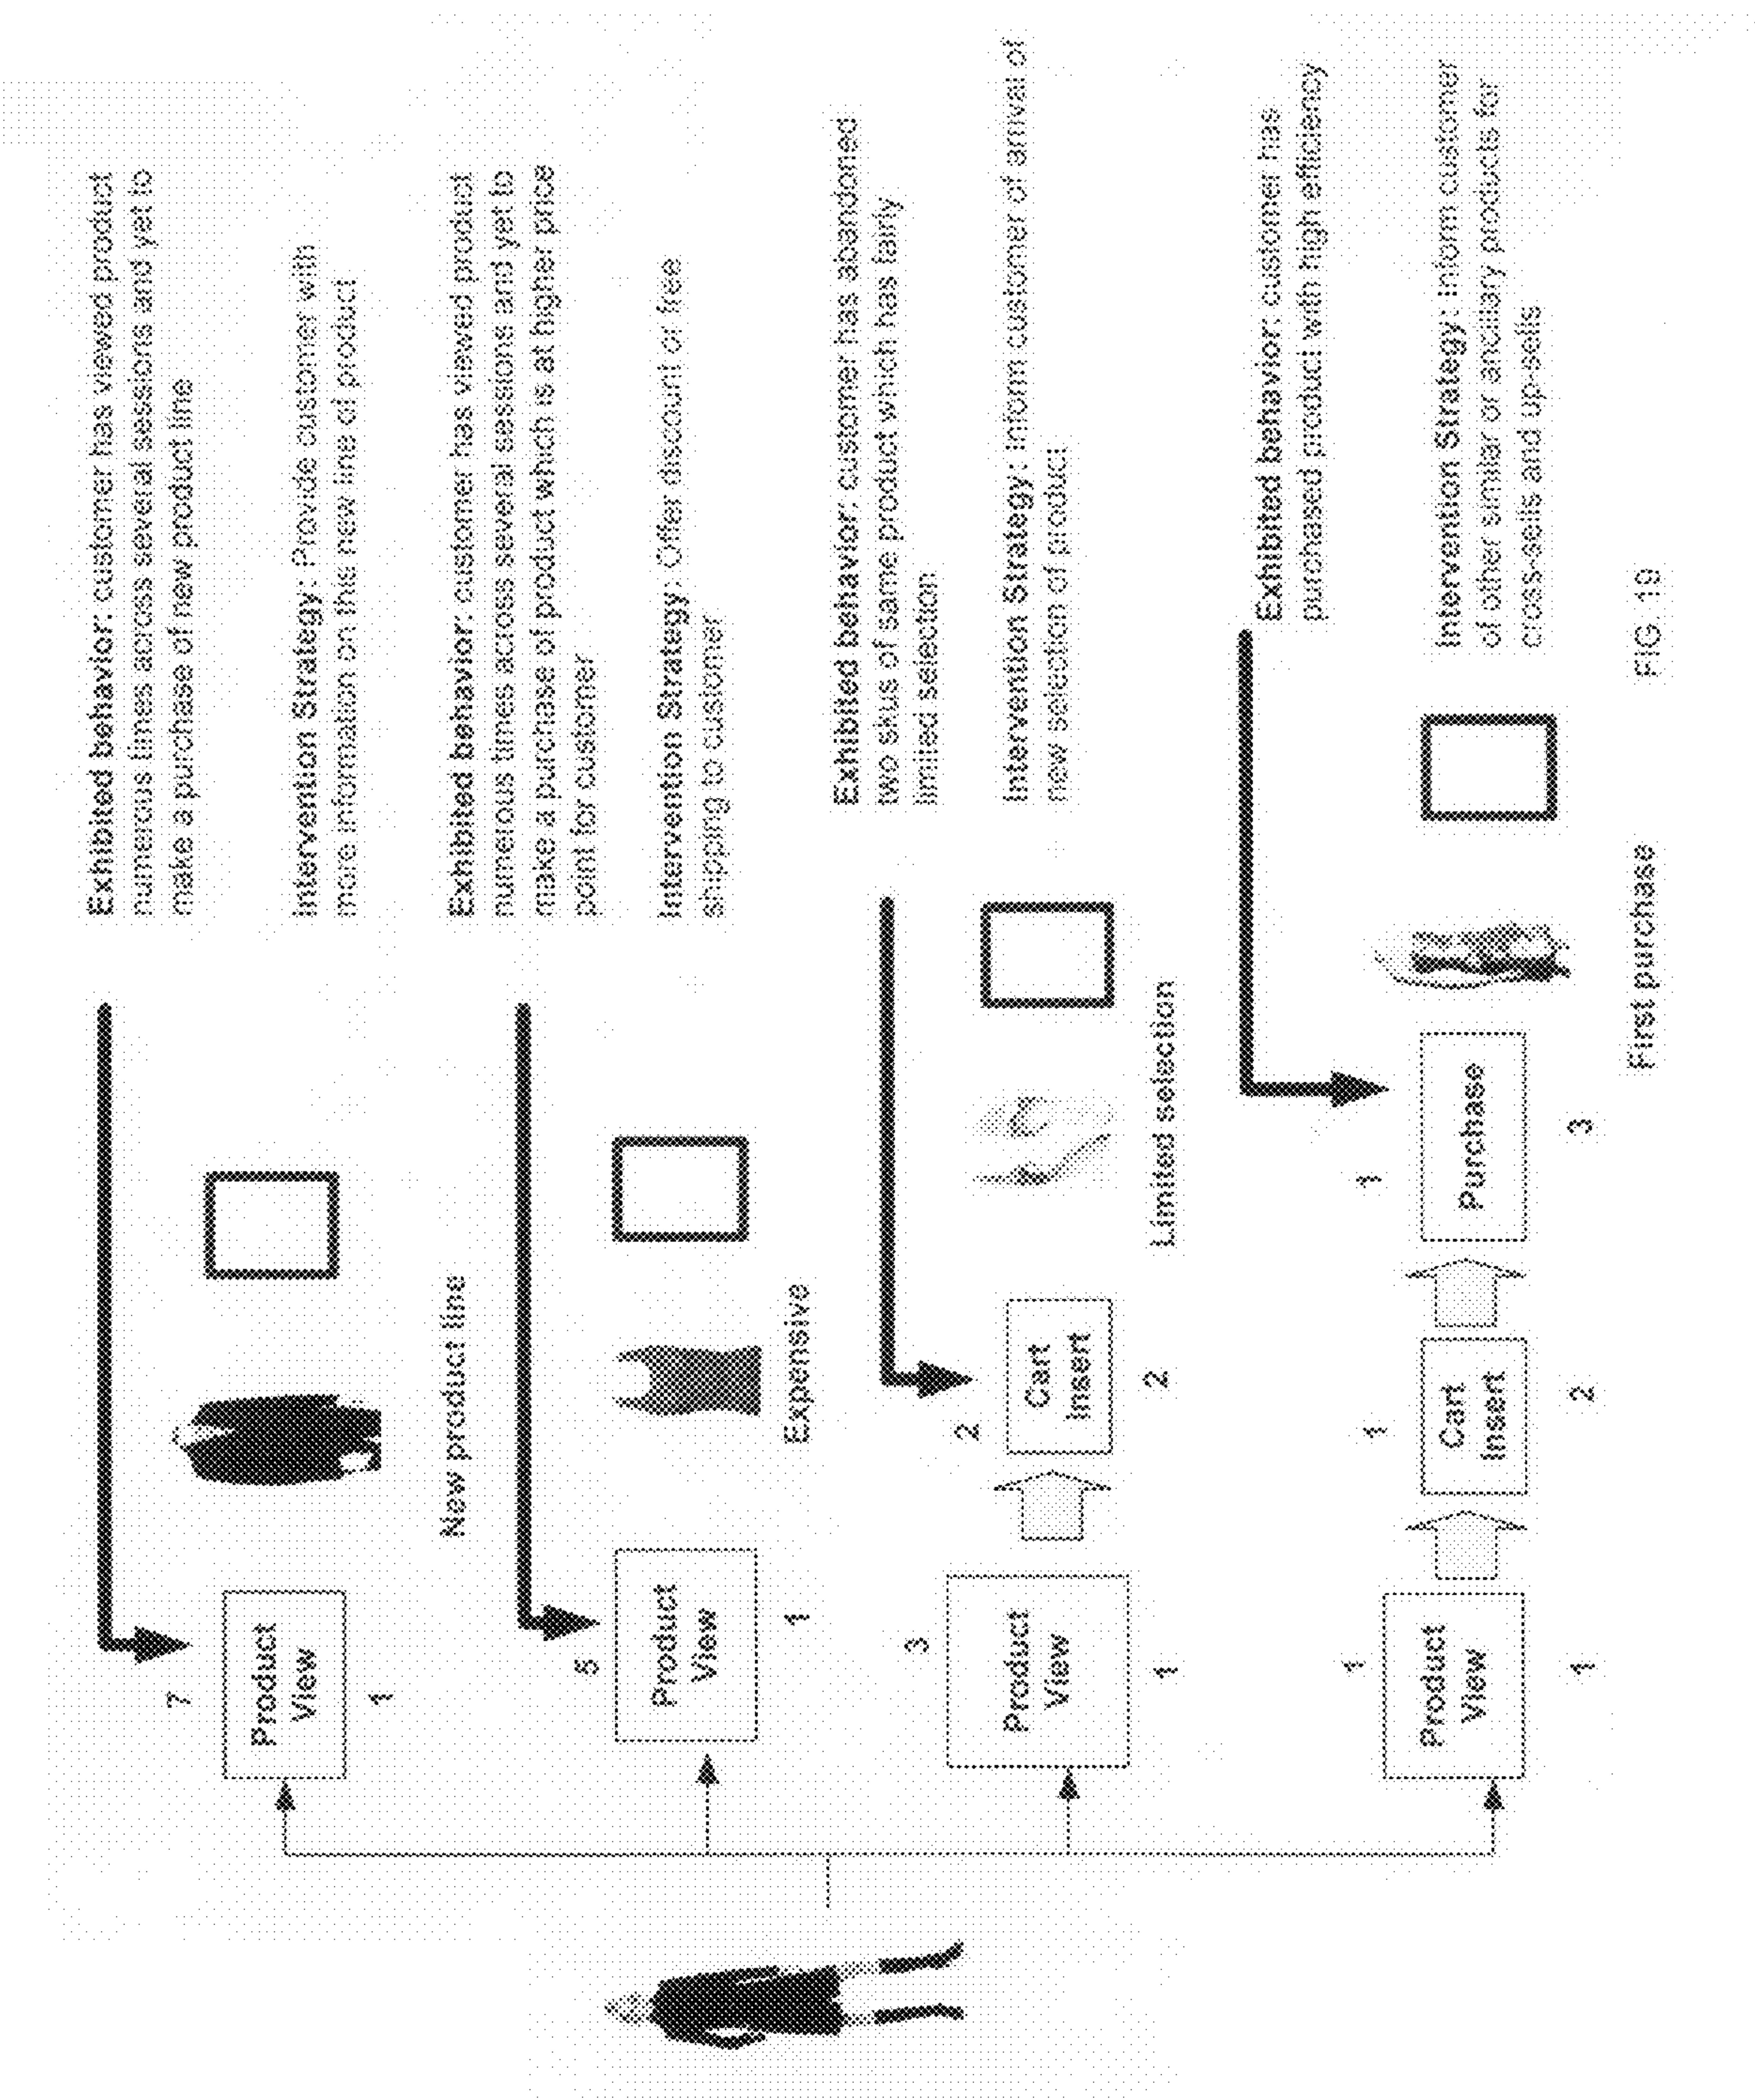 Exhibited behavior: customer has viewed product
numerous times across several sessions and yet to
make a purchase of new product line
Intervention Strategy: Provide customer with
more information on the new line of product
7
Product
View
1
New product line
Exhibited behavior: customer has viewed product
numerous times across several sessions and yet to
make a purchase of product which is at higher price
point for customer
Intervention Strategy: Offer discount or free
shipping to customer
5
Product
View
1
Expensive
Exhibited behavior: customer has abandoned
two skus of same product which has fairly
limited selection
Intervention Strategy: Inform customer of arrival of
new selection of product
3
Product
View
1
2
Cart
Insert
2
Limited selection
Exhibited behavior: customer has
purchased product with high efficiency
Intervention Strategy: Inform customer
of other similar or ancillary products for
cross-sells and up-sells
1
Product
View
1
1
Cart
Insert
2
1
Purchase
3
First purchase
FIG. 19